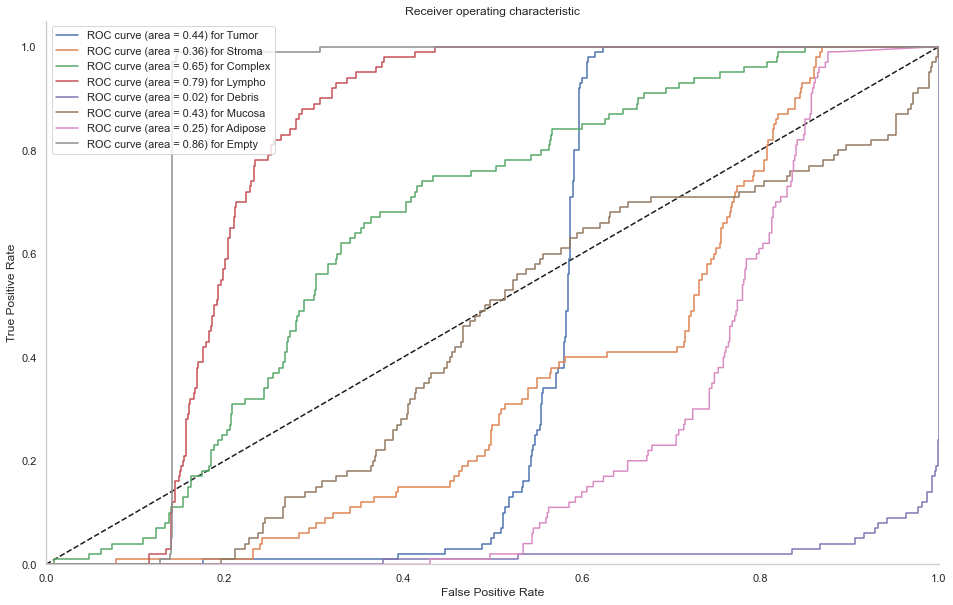 Receiver operating characteristic
ROC curve (area = 0.44) for Tumor
ROC curve (area = 0.36) for Stroma
ROC curve (area = 0.65) for Complex
ROC curve (area = 0.79) for Lympho
ROC curve (area = 0.02) for Debris
ROC curve (area = 0.43) for Mucosa
ROC curve (area = 0.25) for Adipose
ROC curve (area = 0.86) for Empty
True Positive Rate
1.0
0.8
0.6
0.4
0.2
0.0
0.0 0.2 0.4 0.6 0.8 1.0
False Positive Rate